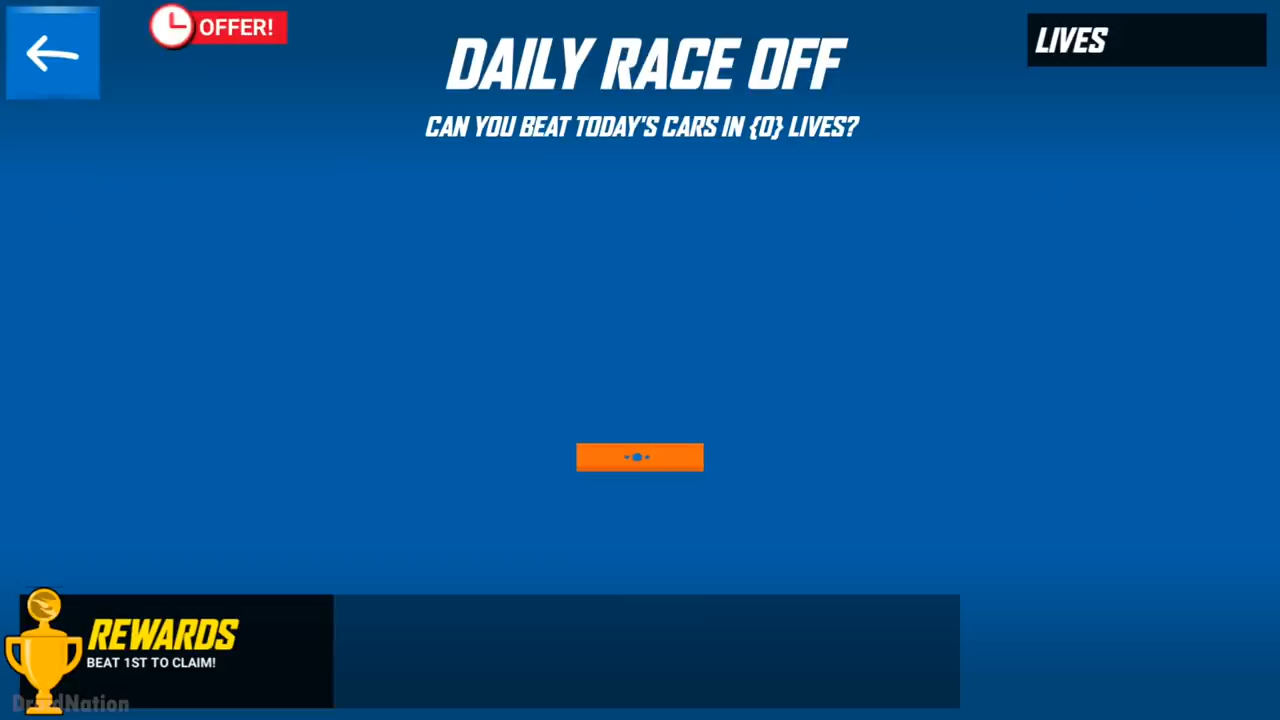 OFFER!
DAILY RACE OFF
LIVES
CAN YOU BEAT TODAY'S CARS IN {0} LIVES?
REWARDS
BEAT 1ST TO CLAIM!